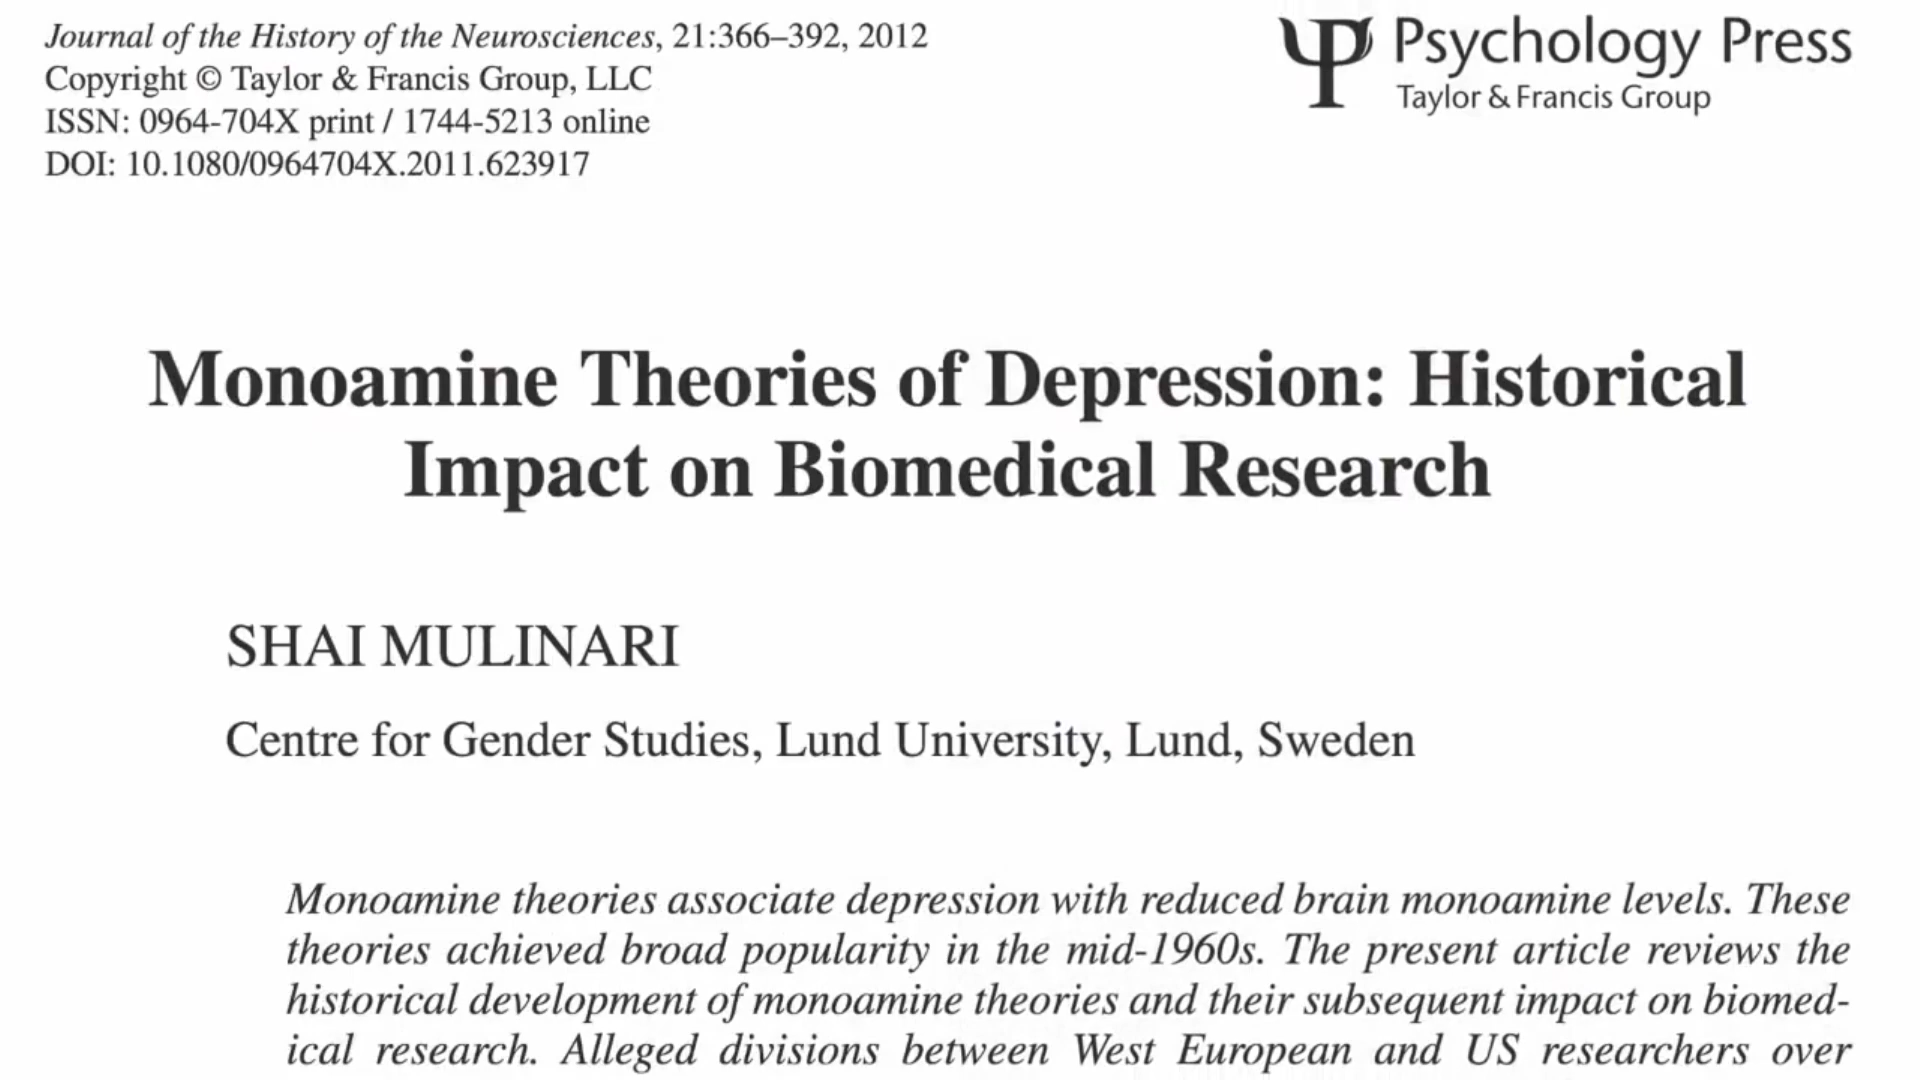 Journal of the History of the Neurosciences, 21:366–392, 2012
Copyright © Taylor & Francis Group, LLC
ISSN: 0964-704X print / 1744-5213 online
DOI: 10.1080/0964704X.2011.623917
Psychology Press
Taylor & Francis Group
Monoamine Theories of Depression: Historical
Impact on Biomedical Research
SHAI MULINARI
Centre for Gender Studies, Lund University, Lund, Sweden
Monoamine theories associate depression with reduced brain monoamine levels. These
theories achieved broad popularity in the mid-1960s. The present article reviews the
historical development of monoamine theories and their subsequent impact on biomed-
ical research. Alleged divisions between West European and US researchers over